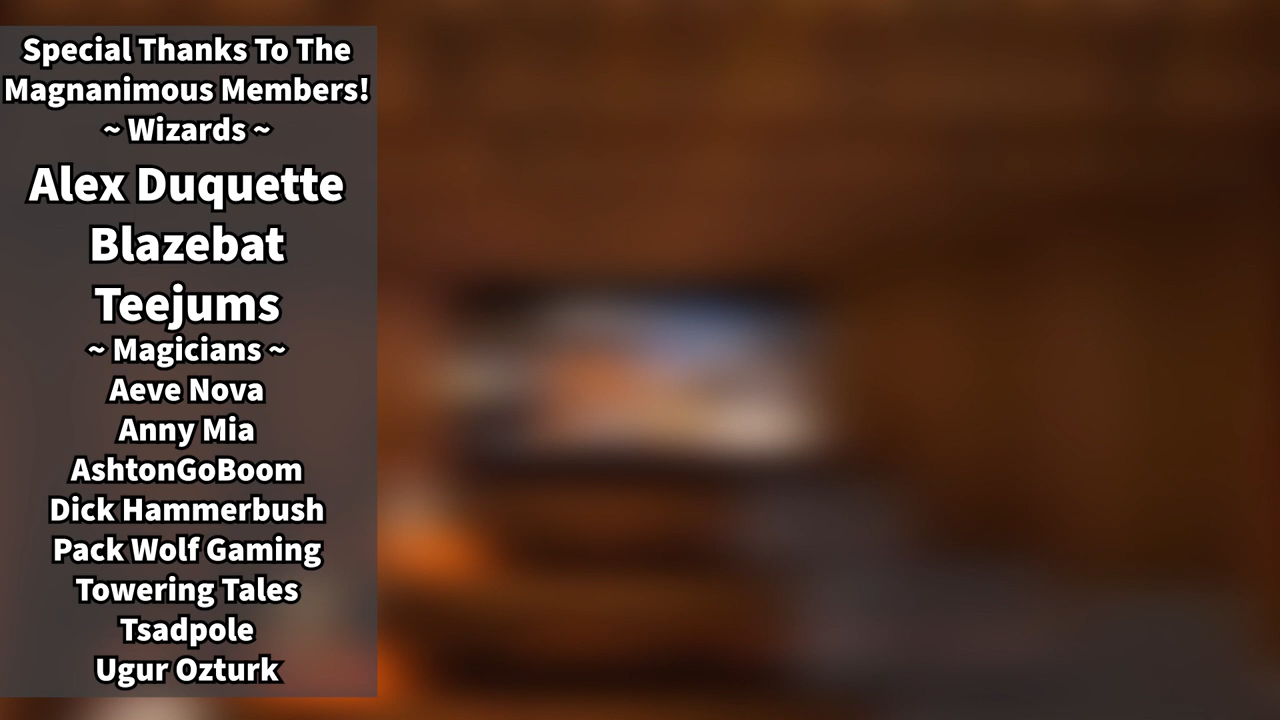 Special Thanks To The
Magnanimous Members!
~ Wizards ~
Alex Duquette
Blazebat
Teejums
~ Magicians ~
Aeve Nova
Anny Mia
AshtonGoBoom
Dick Hammerbush
Pack Wolf Gaming
Towering Tales
Tsadpole
Ugur Ozturk